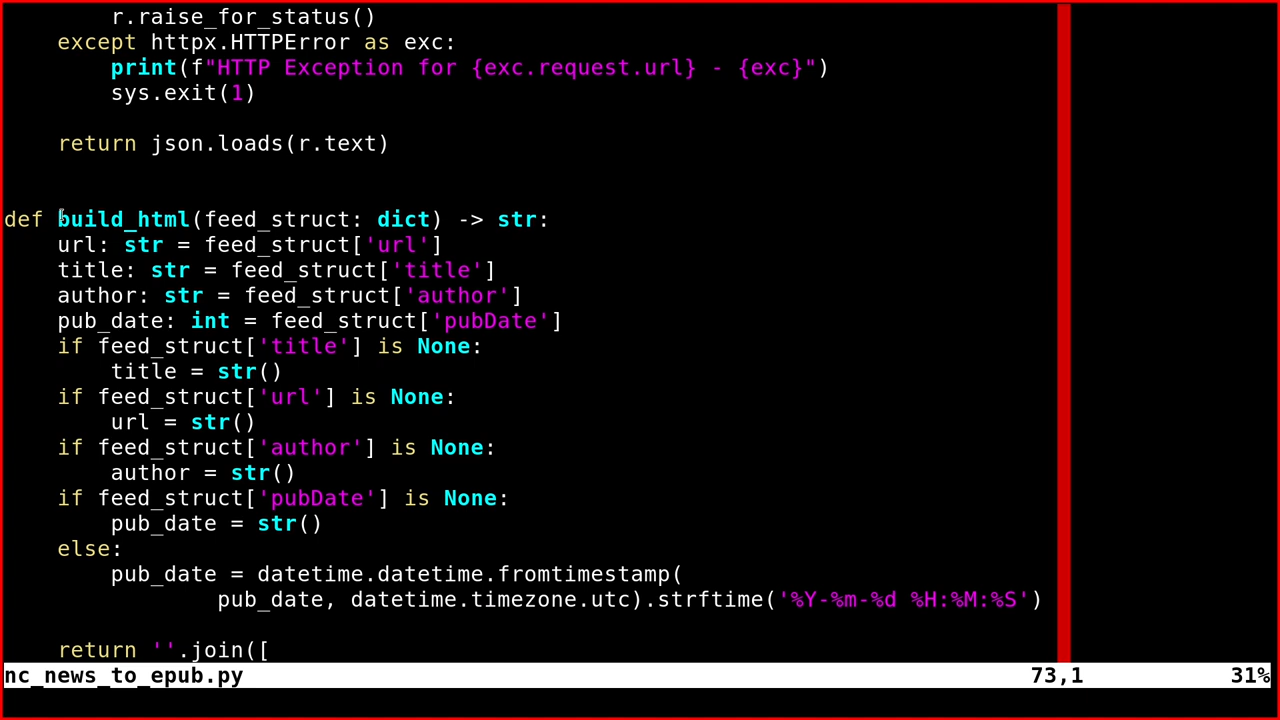 r.raise_for_status()
    except httpx.HTTPError as exc:
        print(f"HTTP Exception for {exc.request.url} - {exc}")
        sys.exit(1)

    return json.loads(r.text)


def build_html(feed_struct: dict) -> str:
    url: str = feed_struct['url']
    title: str = feed_struct['title']
    author: str = feed_struct['author']
    pub_date: int = feed_struct['pubDate']
    if feed_struct['title'] is None:
        title = str()
    if feed_struct['url'] is None:
        url = str()
    if feed_struct['author'] is None:
        author = str()
    if feed_struct['pubDate'] is None:
        pub_date = str()
    else:
        pub_date = datetime.datetime.fromtimestamp(
                pub_date, datetime.timezone.utc).strftime('%Y-%m-%d %H:%M:%S')

    return ''.join([
nc_news_to_epub.py 73,1 31%